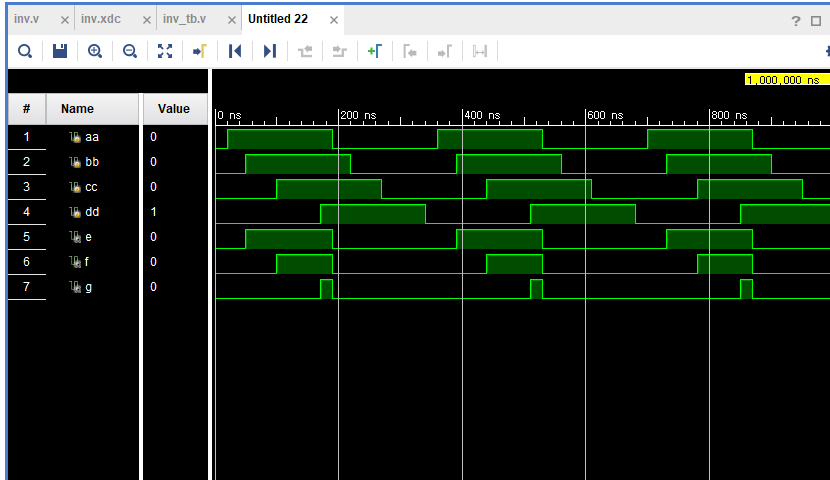 inv.v × inv.xdc × inv_tb.v × Untitled 22 ×
?
1,000,000 ns
# Name Value
0 ns 200 ns 400 ns 600 ns 800 ns
1 aa 0
2 bb 0
3 cc 0
4 dd 1
5 e 0
6 f 0
7 g 0